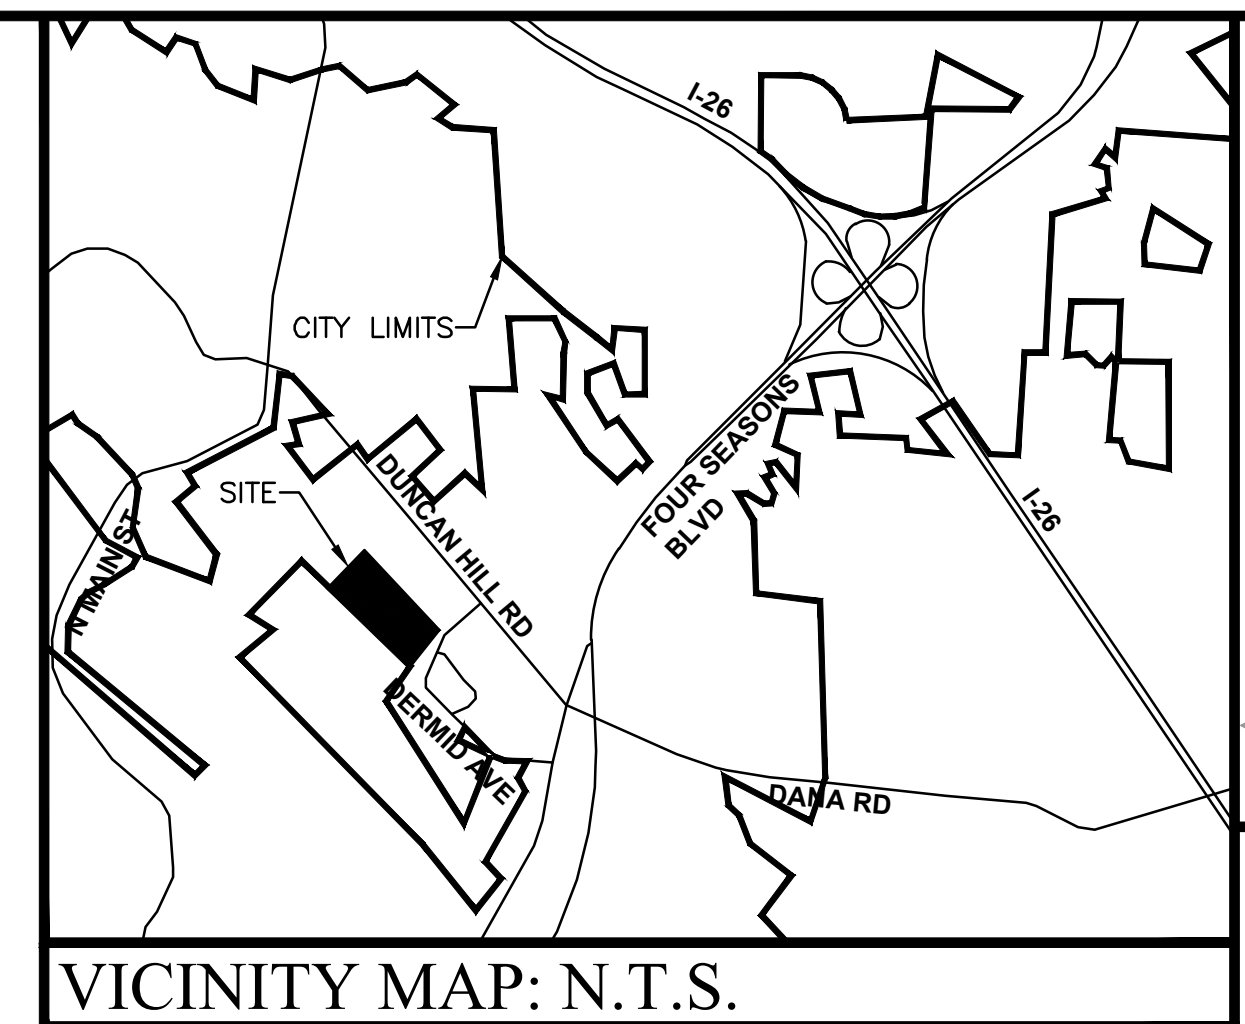 I-26
CITY LIMITS
FOUR SEASONS
BLVD
DUNCAN HILL RD
SITE
I-26
N MAIN ST
DERMID AVE
DANA RD
VICINITY MAP: N.T.S.